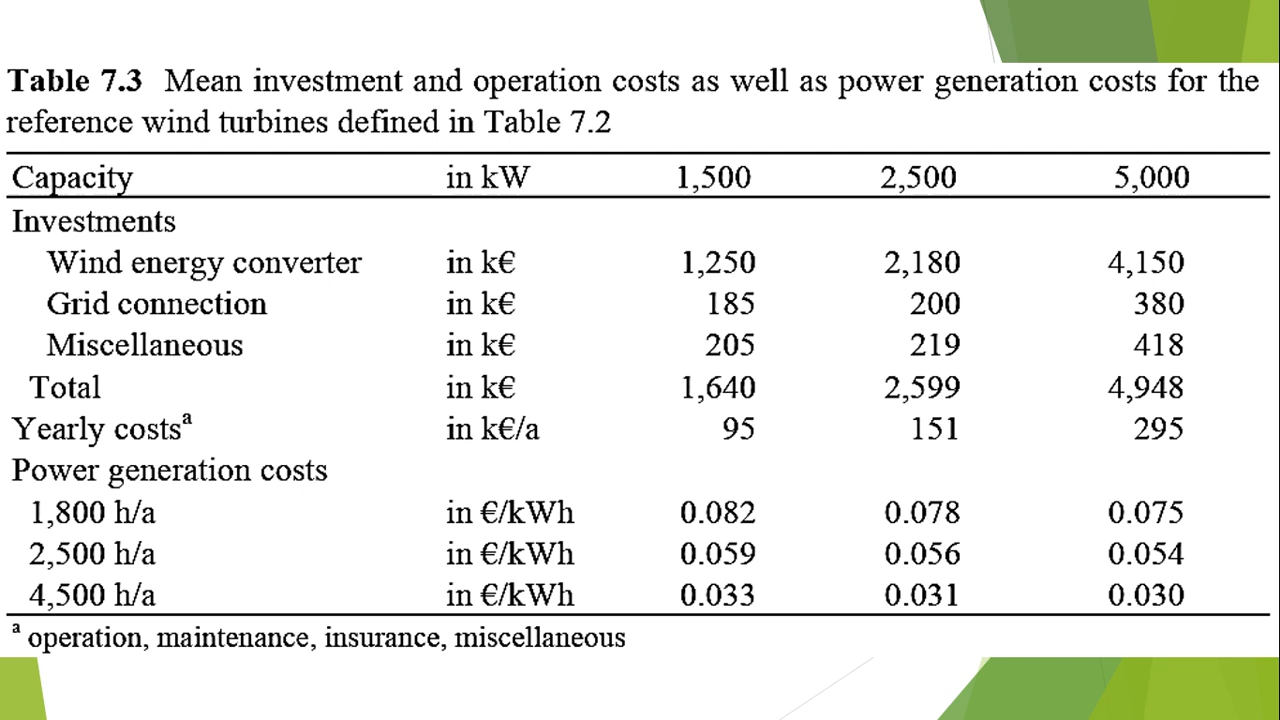 Table 7.3 Mean investment and operation costs as well as power generation costs for the
reference wind turbines defined in Table 7.2
Capacity in kW 1,500 2,500 5,000
Investments
Wind energy converter in k€ 1,250 2,180 4,150
Grid connection in k€ 185 200 380
Miscellaneous in k€ 205 219 418
Total in k€ 1,640 2,599 4,948
Yearly costsᵃ in k€/a 95 151 295
Power generation costs
1,800 h/a in €/kWh 0.082 0.078 0.075
2,500 h/a in €/kWh 0.059 0.056 0.054
4,500 h/a in €/kWh 0.033 0.031 0.030
ᵃ operation, maintenance, insurance, miscellaneous